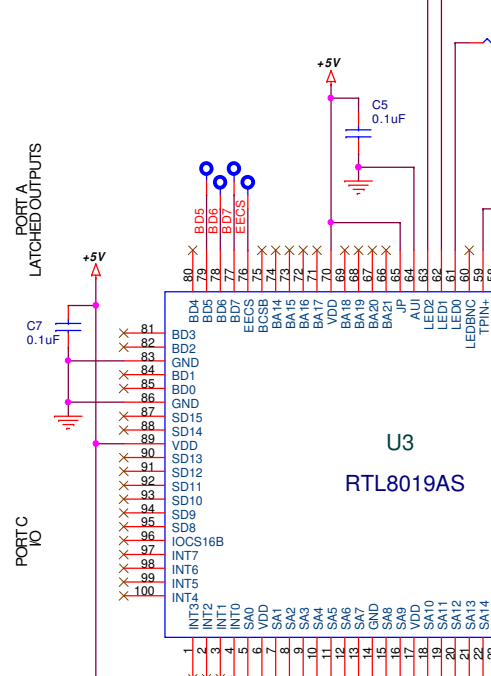 +5V
C5
0.1uF
PORT A
LATCHED OUTPUTS
BD5
BD6
BD7
EECS
+5V
80 79 78 77 76 75 74 73 72 71 70 69 68 67 66 65 64 63 62 61 60 59 58
BD4 BD5 BD6 BD7 EECS BCSB BA14 BA15 BA16 BA17 VDD BA18 BA19 BA20 BA21 JP AUI LED2 LED1 LED0 LEDBNC TPIN+
C7
0.1uF
81 BD3
82 BD2
83 GND
84 BD1
85 BD0
86 GND
87 SD15
88 SD14
89 VDD
90 SD13
91 SD12
92 SD11
93 SD10
94 SD9
95 SD8
96 IOCS16B
97 INT7
98 INT6
99 INT5
100 INT4
U3
RTL8019AS
PORT C
I/O
INT3 INT2 INT1 INT0 SA0 VDD SA1 SA2 SA3 SA4 SA5 SA6 SA7 GND SA8 SA9 VDD SA10 SA11 SA12 SA13 SA14
1 2 3 4 5 6 7 8 9 10 11 12 13 14 15 16 17 18 19 20 21 22 23